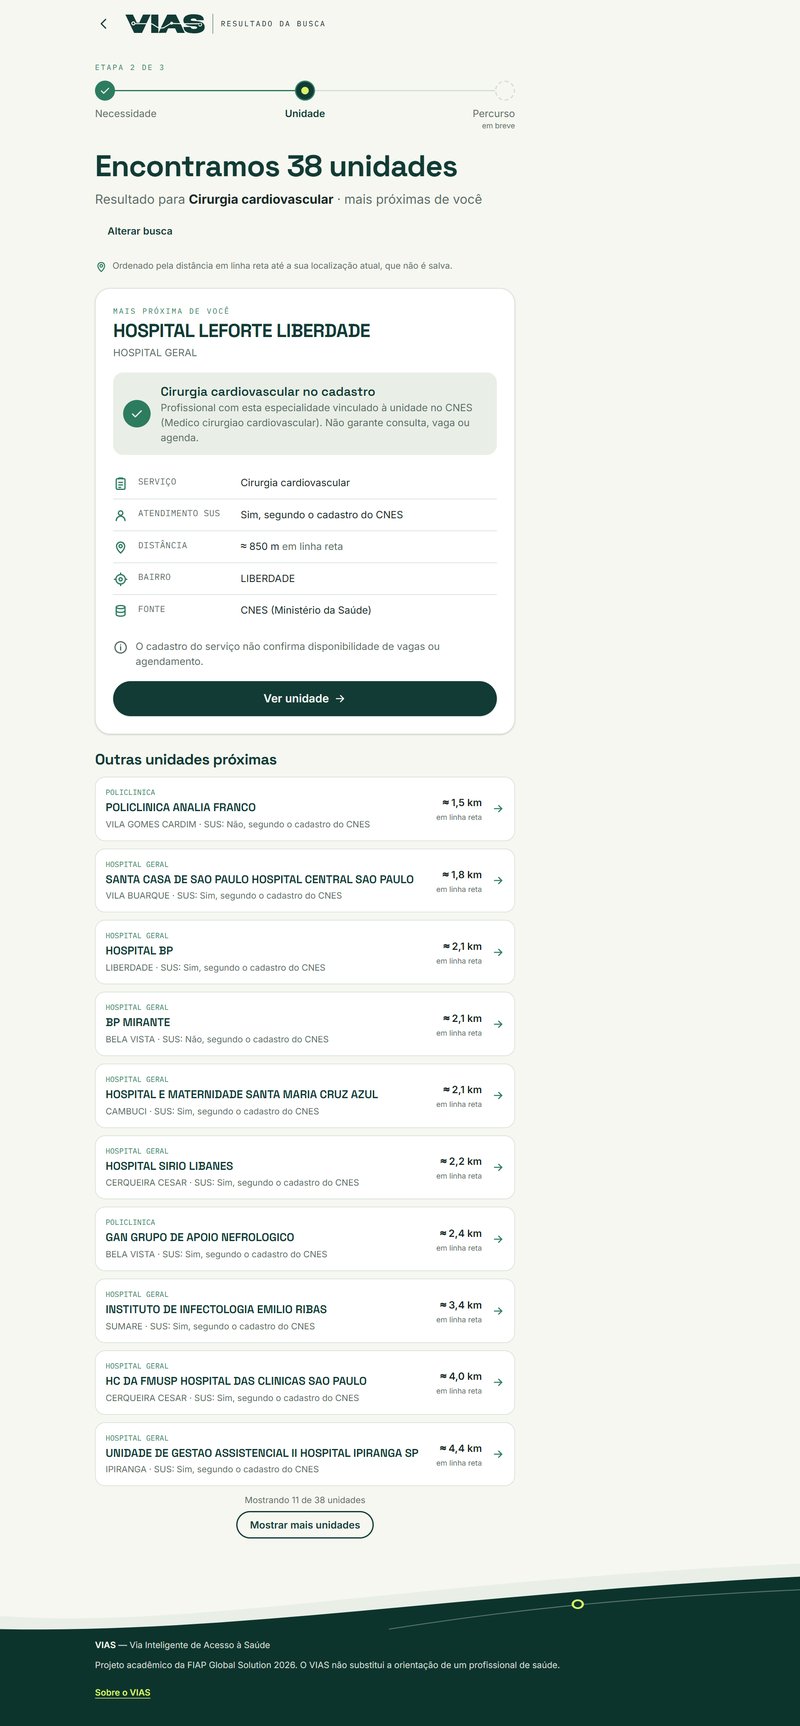 VIAS
RESULTADO DA BUSCA
ETAPA 2 DE 3
Necessidade
Unidade
Percurso
em breve
Encontramos 38 unidades
Resultado para Cirurgia cardiovascular · mais próximas de você
Alterar busca
Ordenado pela distância em linha reta até a sua localização atual, que não é salva.
MAIS PRÓXIMA DE VOCÊ
HOSPITAL LEFORTE LIBERDADE
HOSPITAL GERAL
Cirurgia cardiovascular no cadastro
Profissional com esta especialidade vinculado à unidade no CNES
(Medico cirurgiao cardiovascular). Não garante consulta, vaga ou
agenda.
SERVIÇO Cirurgia cardiovascular
ATENDIMENTO SUS Sim, segundo o cadastro do CNES
DISTÂNCIA ≈ 850 m em linha reta
BAIRRO LIBERDADE
FONTE CNES (Ministério da Saúde)
O cadastro do serviço não confirma disponibilidade de vagas ou
agendamento.
Ver unidade →
Outras unidades próximas
POLICLINICA
POLICLINICA ANALIA FRANCO
VILA GOMES CARDIM · SUS: Não, segundo o cadastro do CNES
≈ 1,5 km
em linha reta
HOSPITAL GERAL
SANTA CASA DE SAO PAULO HOSPITAL CENTRAL SAO PAULO
VILA BUARQUE · SUS: Sim, segundo o cadastro do CNES
≈ 1,8 km
em linha reta
HOSPITAL GERAL
HOSPITAL BP
LIBERDADE · SUS: Sim, segundo o cadastro do CNES
≈ 2,1 km
em linha reta
HOSPITAL GERAL
BP MIRANTE
BELA VISTA · SUS: Não, segundo o cadastro do CNES
≈ 2,1 km
em linha reta
HOSPITAL GERAL
HOSPITAL E MATERNIDADE SANTA MARIA CRUZ AZUL
CAMBUCI · SUS: Sim, segundo o cadastro do CNES
≈ 2,1 km
em linha reta
HOSPITAL GERAL
HOSPITAL SIRIO LIBANES
CERQUEIRA CESAR · SUS: Sim, segundo o cadastro do CNES
≈ 2,2 km
em linha reta
POLICLINICA
GAN GRUPO DE APOIO NEFROLOGICO
BELA VISTA · SUS: Sim, segundo o cadastro do CNES
≈ 2,4 km
em linha reta
HOSPITAL GERAL
INSTITUTO DE INFECTOLOGIA EMILIO RIBAS
SUMARE · SUS: Sim, segundo o cadastro do CNES
≈ 3,4 km
em linha reta
HOSPITAL GERAL
HC DA FMUSP HOSPITAL DAS CLINICAS SAO PAULO
CERQUEIRA CESAR · SUS: Sim, segundo o cadastro do CNES
≈ 4,0 km
em linha reta
HOSPITAL GERAL
UNIDADE DE GESTAO ASSISTENCIAL II HOSPITAL IPIRANGA SP
IPIRANGA · SUS: Sim, segundo o cadastro do CNES
≈ 4,4 km
em linha reta
Mostrando 11 de 38 unidades
Mostrar mais unidades
VIAS — Via Inteligente de Acesso à Saúde
Projeto acadêmico da FIAP Global Solution 2026. O VIAS não substitui a orientação de um profissional de saúde.
Sobre o VIAS